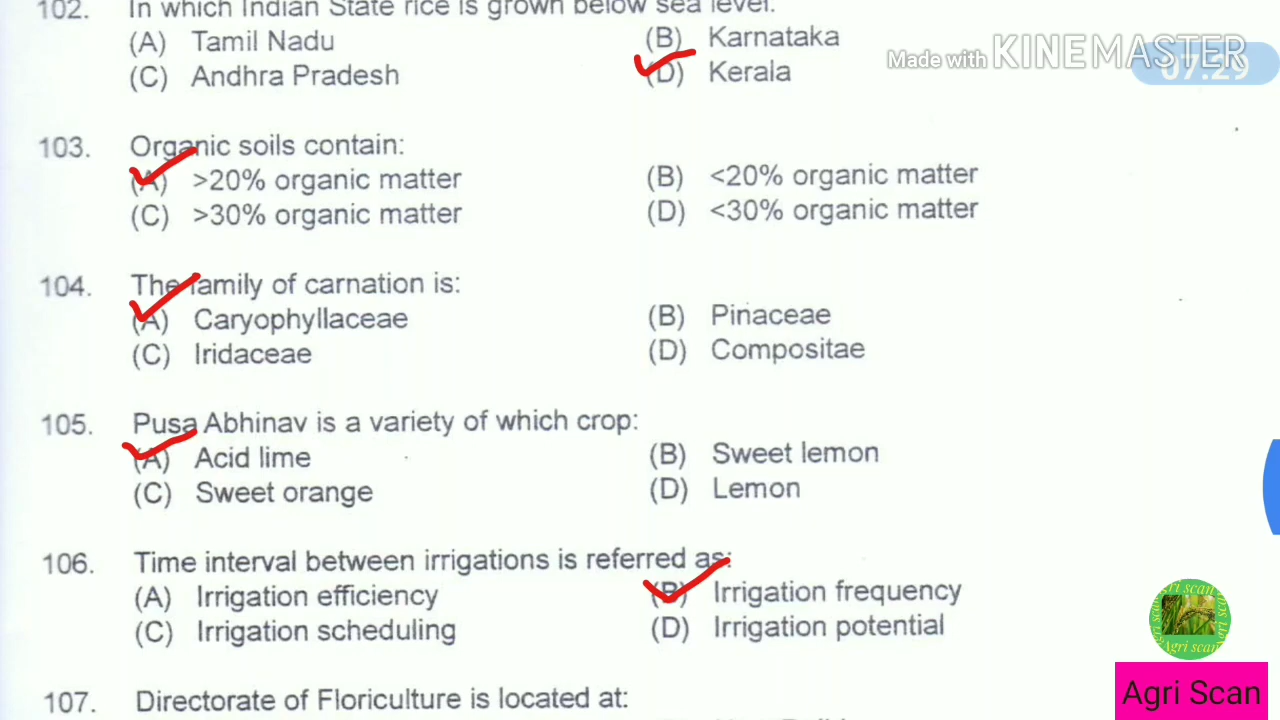 102. In which Indian State rice is grown below sea level.
(A) Tamil Nadu (B) Karnataka
(C) Andhra Pradesh (D) Kerala
Made with KINEMASTER
07:29
103. Organic soils contain:
(A) >20% organic matter (B) <20% organic matter
(C) >30% organic matter (D) <30% organic matter
104. The family of carnation is:
(A) Caryophyllaceae (B) Pinaceae
(C) Iridaceae (D) Compositae
105. Pusa Abhinav is a variety of which crop:
(A) Acid lime (B) Sweet lemon
(C) Sweet orange (D) Lemon
106. Time interval between irrigations is referred as:
(A) Irrigation efficiency (B) Irrigation frequency
(C) Irrigation scheduling (D) Irrigation potential
107. Directorate of Floriculture is located at:
Agri scan
Agri Scan